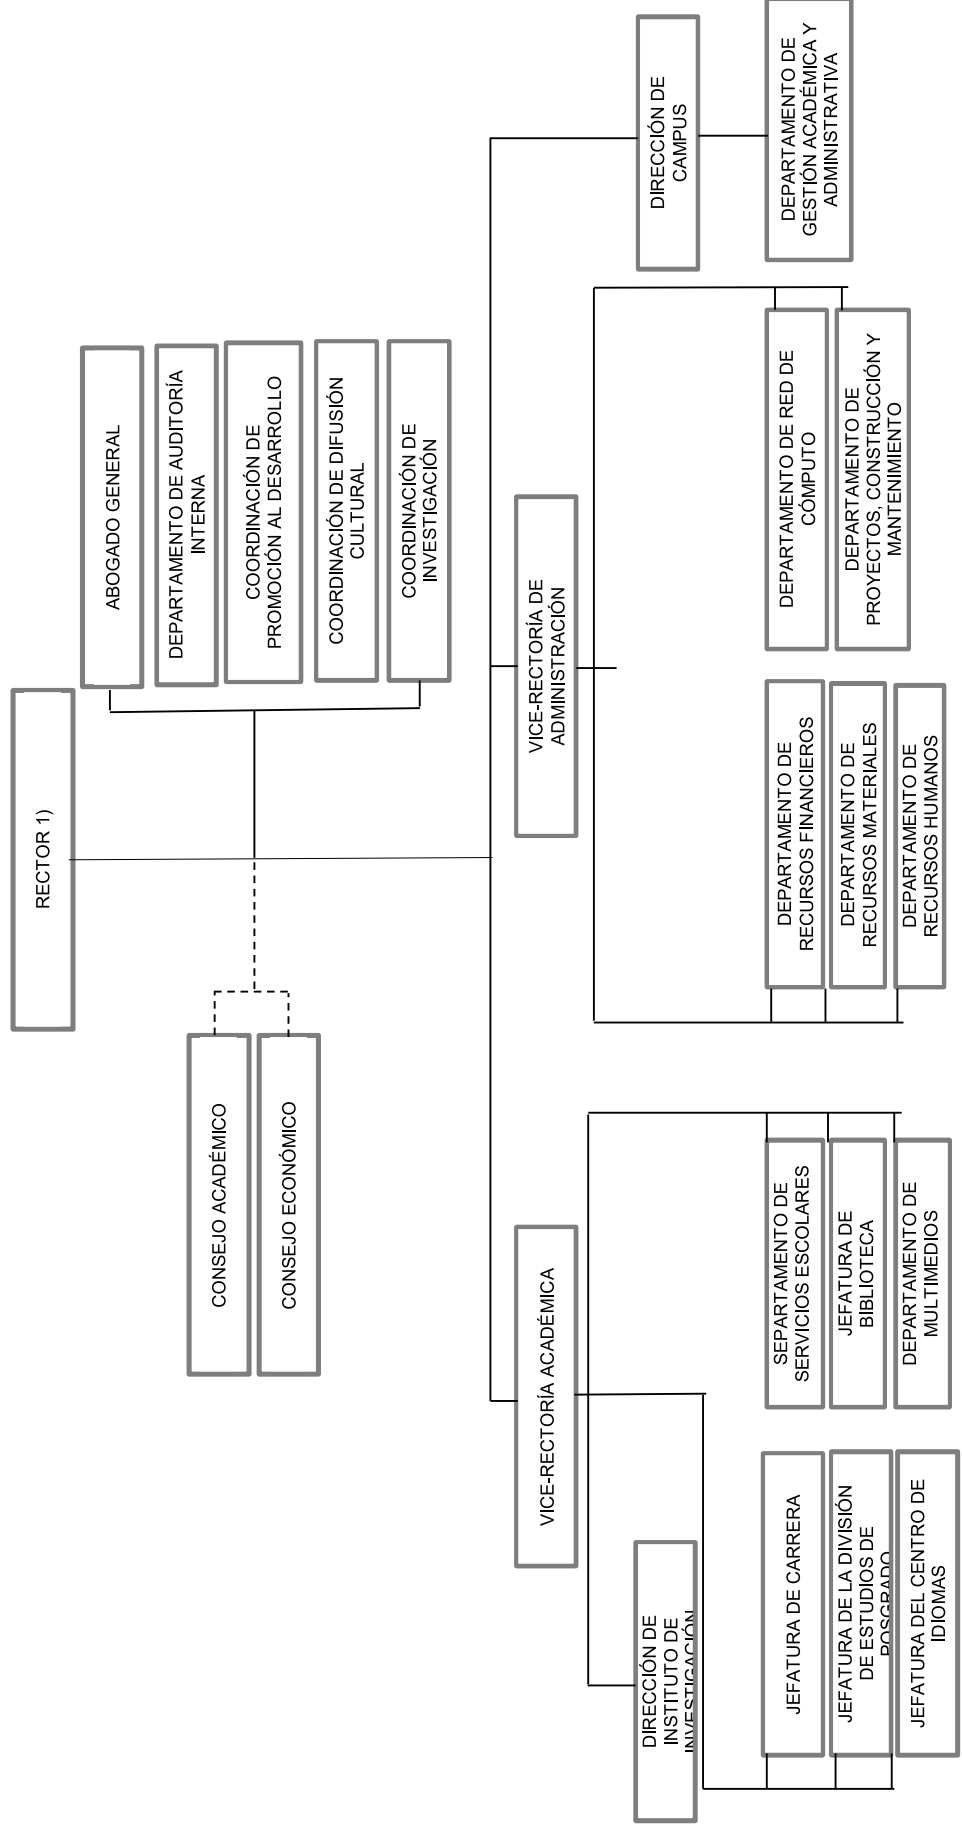 RECTOR 1)
ABOGADO GENERAL
DEPARTAMENTO DE AUDITORÍA
INTERNA
COORDINACIÓN DE
PROMOCIÓN AL DESARROLLO
COORDINACIÓN DE DIFUSIÓN
CULTURAL
COORDINACIÓN DE
INVESTIGACIÓN
CONSEJO ACADÉMICO
CONSEJO ECONÓMICO
VICE-RECTORÍA ACADÉMICA
VICE-RECTORÍA DE
ADMINISTRACIÓN
DIRECCIÓN DE
INSTITUTO DE
INVESTIGACIÓN
DIRECCIÓN DE
CAMPUS
JEFATURA DE CARRERA
JEFATURA DE LA DIVISIÓN
DE ESTUDIOS DE
POSGRADO
JEFATURA DEL CENTRO DE
IDIOMAS
SEPARTAMENTO DE
SERVICIOS ESCOLARES
JEFATURA DE
BIBLIOTECA
DEPARTAMENTO DE
MULTIMEDIOS
DEPARTAMENTO DE
RECURSOS FINANCIEROS
DEPARTAMENTO DE
RECURSOS MATERIALES
DEPARTAMENTO DE
RECURSOS HUMANOS
DEPARTAMENTO DE RED DE
CÓMPUTO
DEPARTAMENTO DE
PROYECTOS, CONSTRUCCIÓN Y
MANTENIMIENTO
DEPARTAMENTO DE
GESTIÓN ACADÉMICA Y
ADMINISTRATIVA